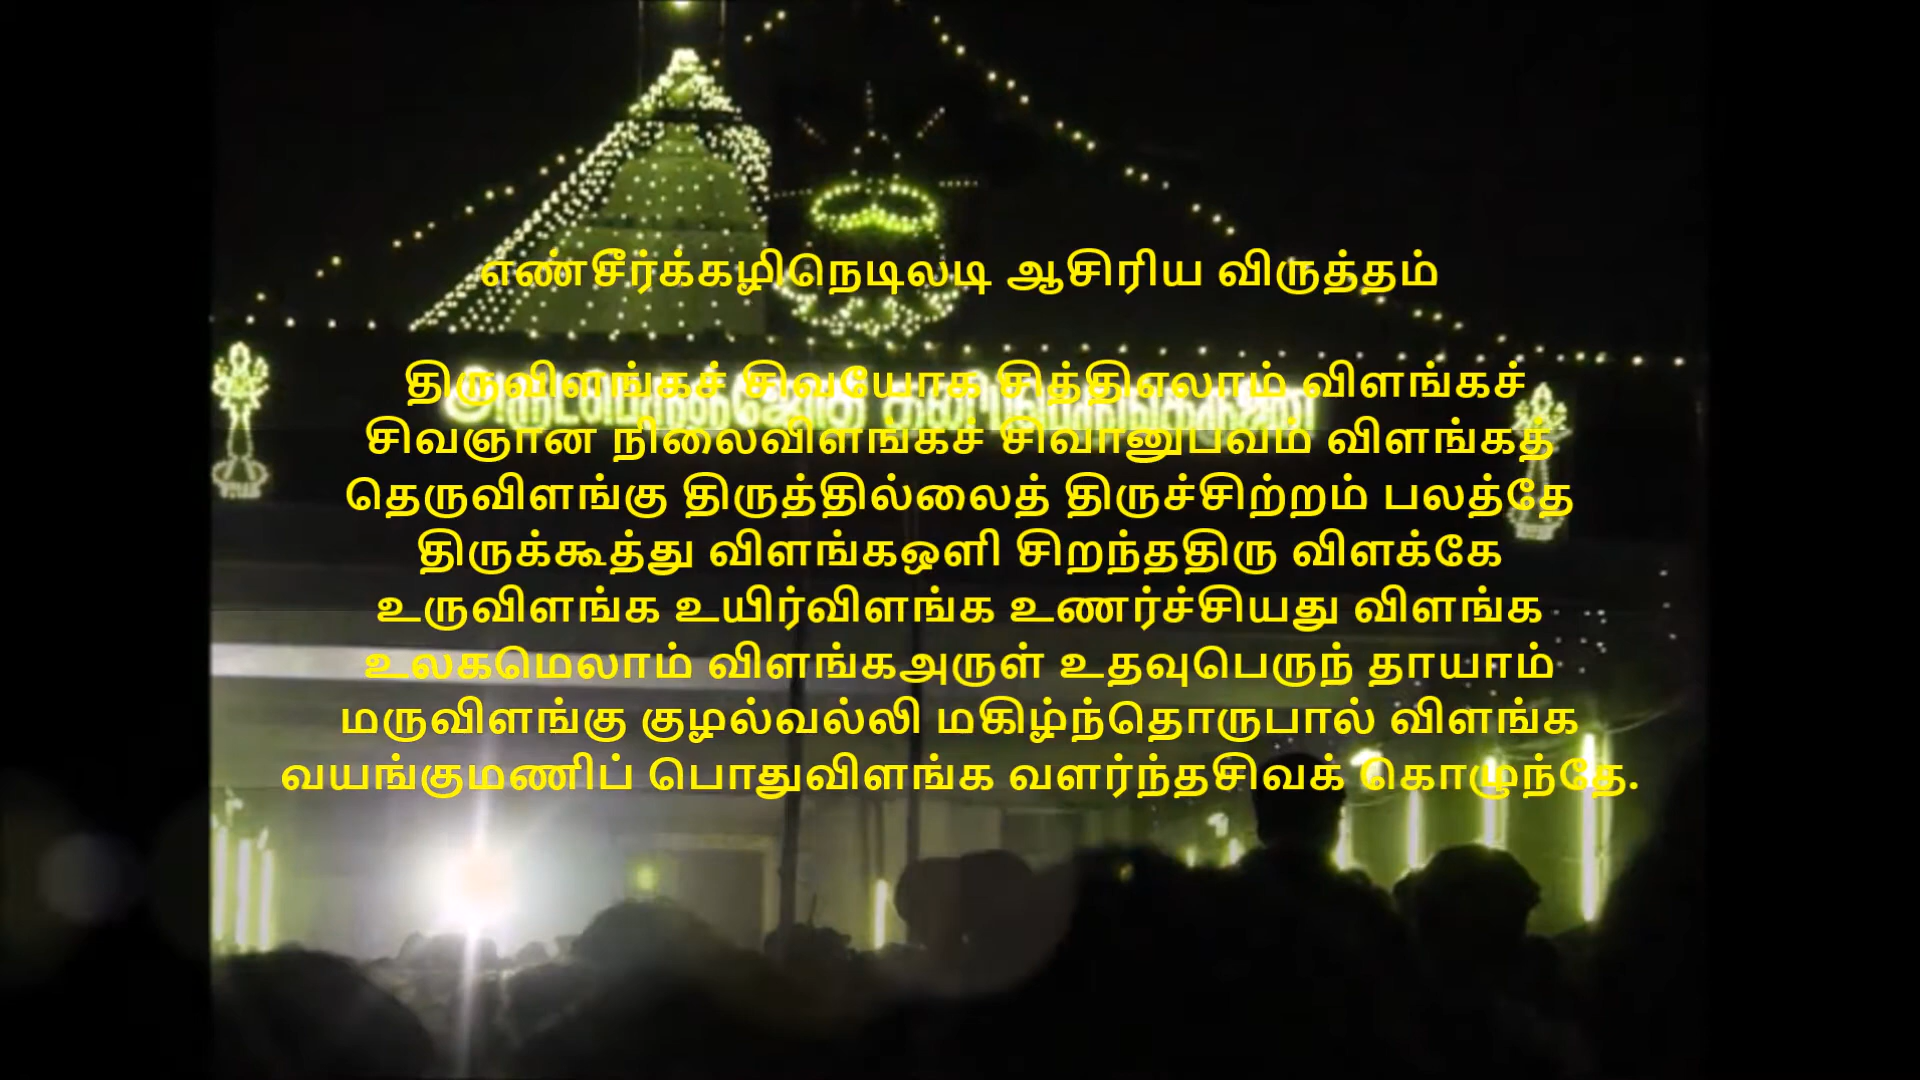 எண்சீர்க்கழிநெடிலடி ஆசிரிய விருத்தம்
திருவிளங்கச் சிவயோக சித்திஎலாம் விளங்கச்
சிவஞான நிலைவிளங்கச் சிவானுபவம் விளங்கத்
தெருவிளங்கு திருத்தில்லைத் திருச்சிற்றம் பலத்தே
திருக்கூத்து விளங்கஒளி சிறந்ததிரு விளக்கே
உருவிளங்க உயிர்விளங்க உணர்ச்சியது விளங்க
உலகமெலாம் விளங்கஅருள் உதவுபெருந் தாயாம்
மருவிளங்கு குழல்வல்லி மகிழ்ந்தொருபால் விளங்க
வயங்குமணிப் பொதுவிளங்க வளர்ந்தசிவக் கொழுந்தே.